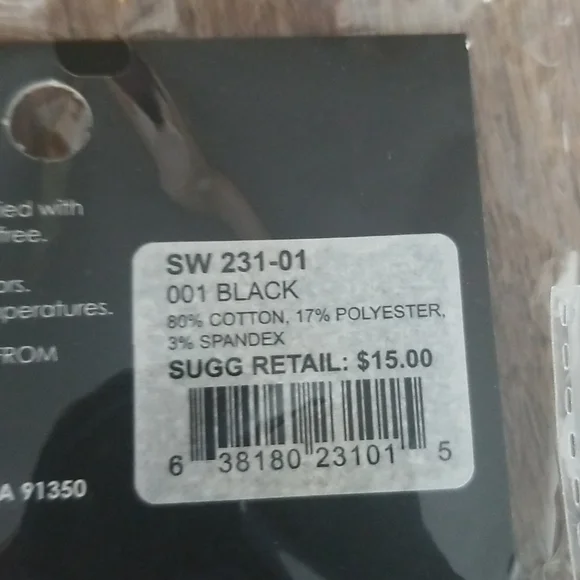 ied with
free.
ors.
mperatures.
FROM
A 91350
SW 231-01
001 BLACK
80% COTTON, 17% POLYESTER,
3% SPANDEX
SUGG RETAIL: $15.00
6 38180 23101 5